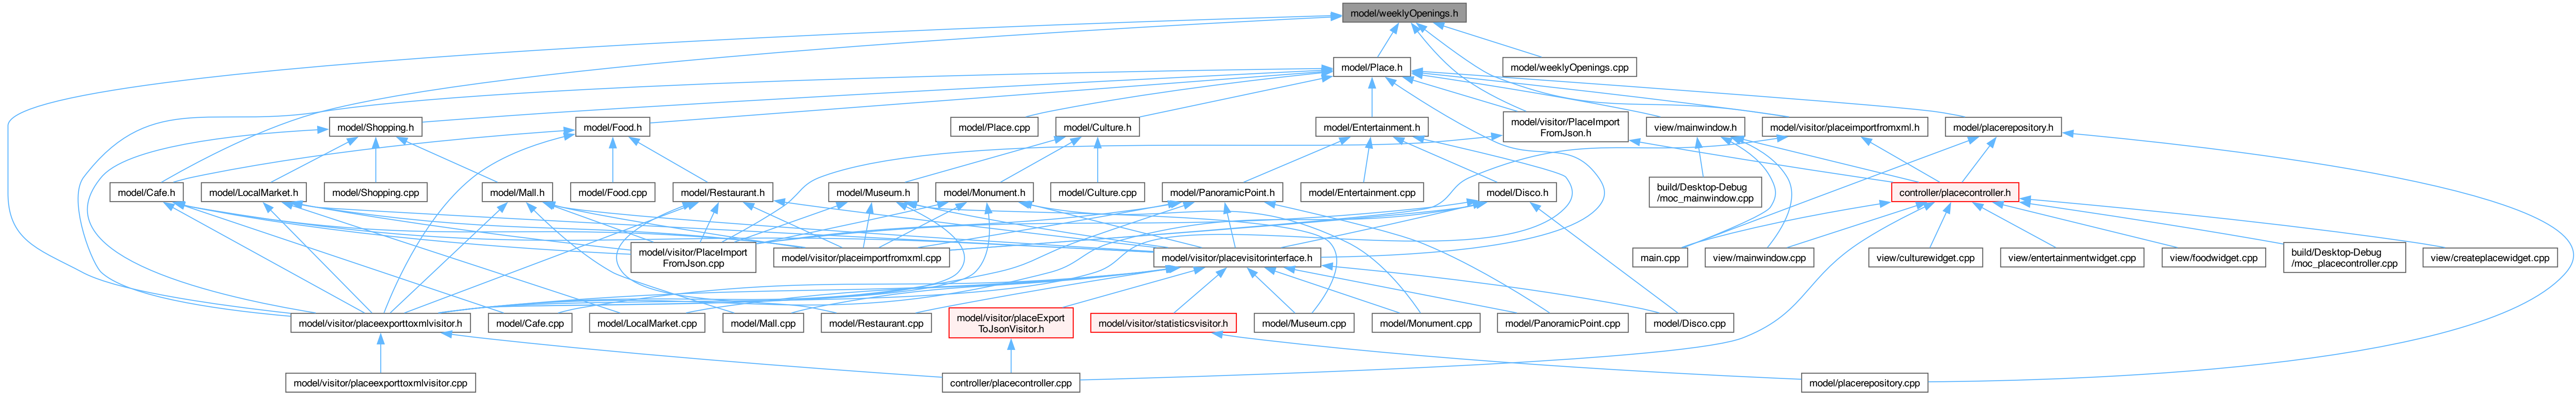 model/weeklyOpenings.h
model/Place.h
model/weeklyOpenings.cpp
model/Shopping.h
model/Food.h
model/Place.cpp
model/Culture.h
model/Entertainment.h
model/visitor/PlaceImport
FromJson.h
view/mainwindow.h
model/visitor/placeimportfromxml.h
model/placerepository.h
model/Cafe.h
model/LocalMarket.h
model/Shopping.cpp
model/Mall.h
model/Food.cpp
model/Restaurant.h
model/Museum.h
model/Monument.h
model/Culture.cpp
model/PanoramicPoint.h
model/Entertainment.cpp
model/Disco.h
build/Desktop-Debug
/moc_mainwindow.cpp
controller/placecontroller.h
model/visitor/PlaceImport
FromJson.cpp
model/visitor/placeimportfromxml.cpp
model/visitor/placevisitorinterface.h
main.cpp
view/mainwindow.cpp
view/culturewidget.cpp
view/entertainmentwidget.cpp
view/foodwidget.cpp
build/Desktop-Debug
/moc_placecontroller.cpp
view/createplacewidget.cpp
model/visitor/placeexporttoxmlvisitor.h
model/Cafe.cpp
model/LocalMarket.cpp
model/Mall.cpp
model/Restaurant.cpp
model/visitor/placeExport
ToJsonVisitor.h
model/visitor/statisticsvisitor.h
model/Museum.cpp
model/Monument.cpp
model/PanoramicPoint.cpp
model/Disco.cpp
model/visitor/placeexporttoxmlvisitor.cpp
controller/placecontroller.cpp
model/placerepository.cpp